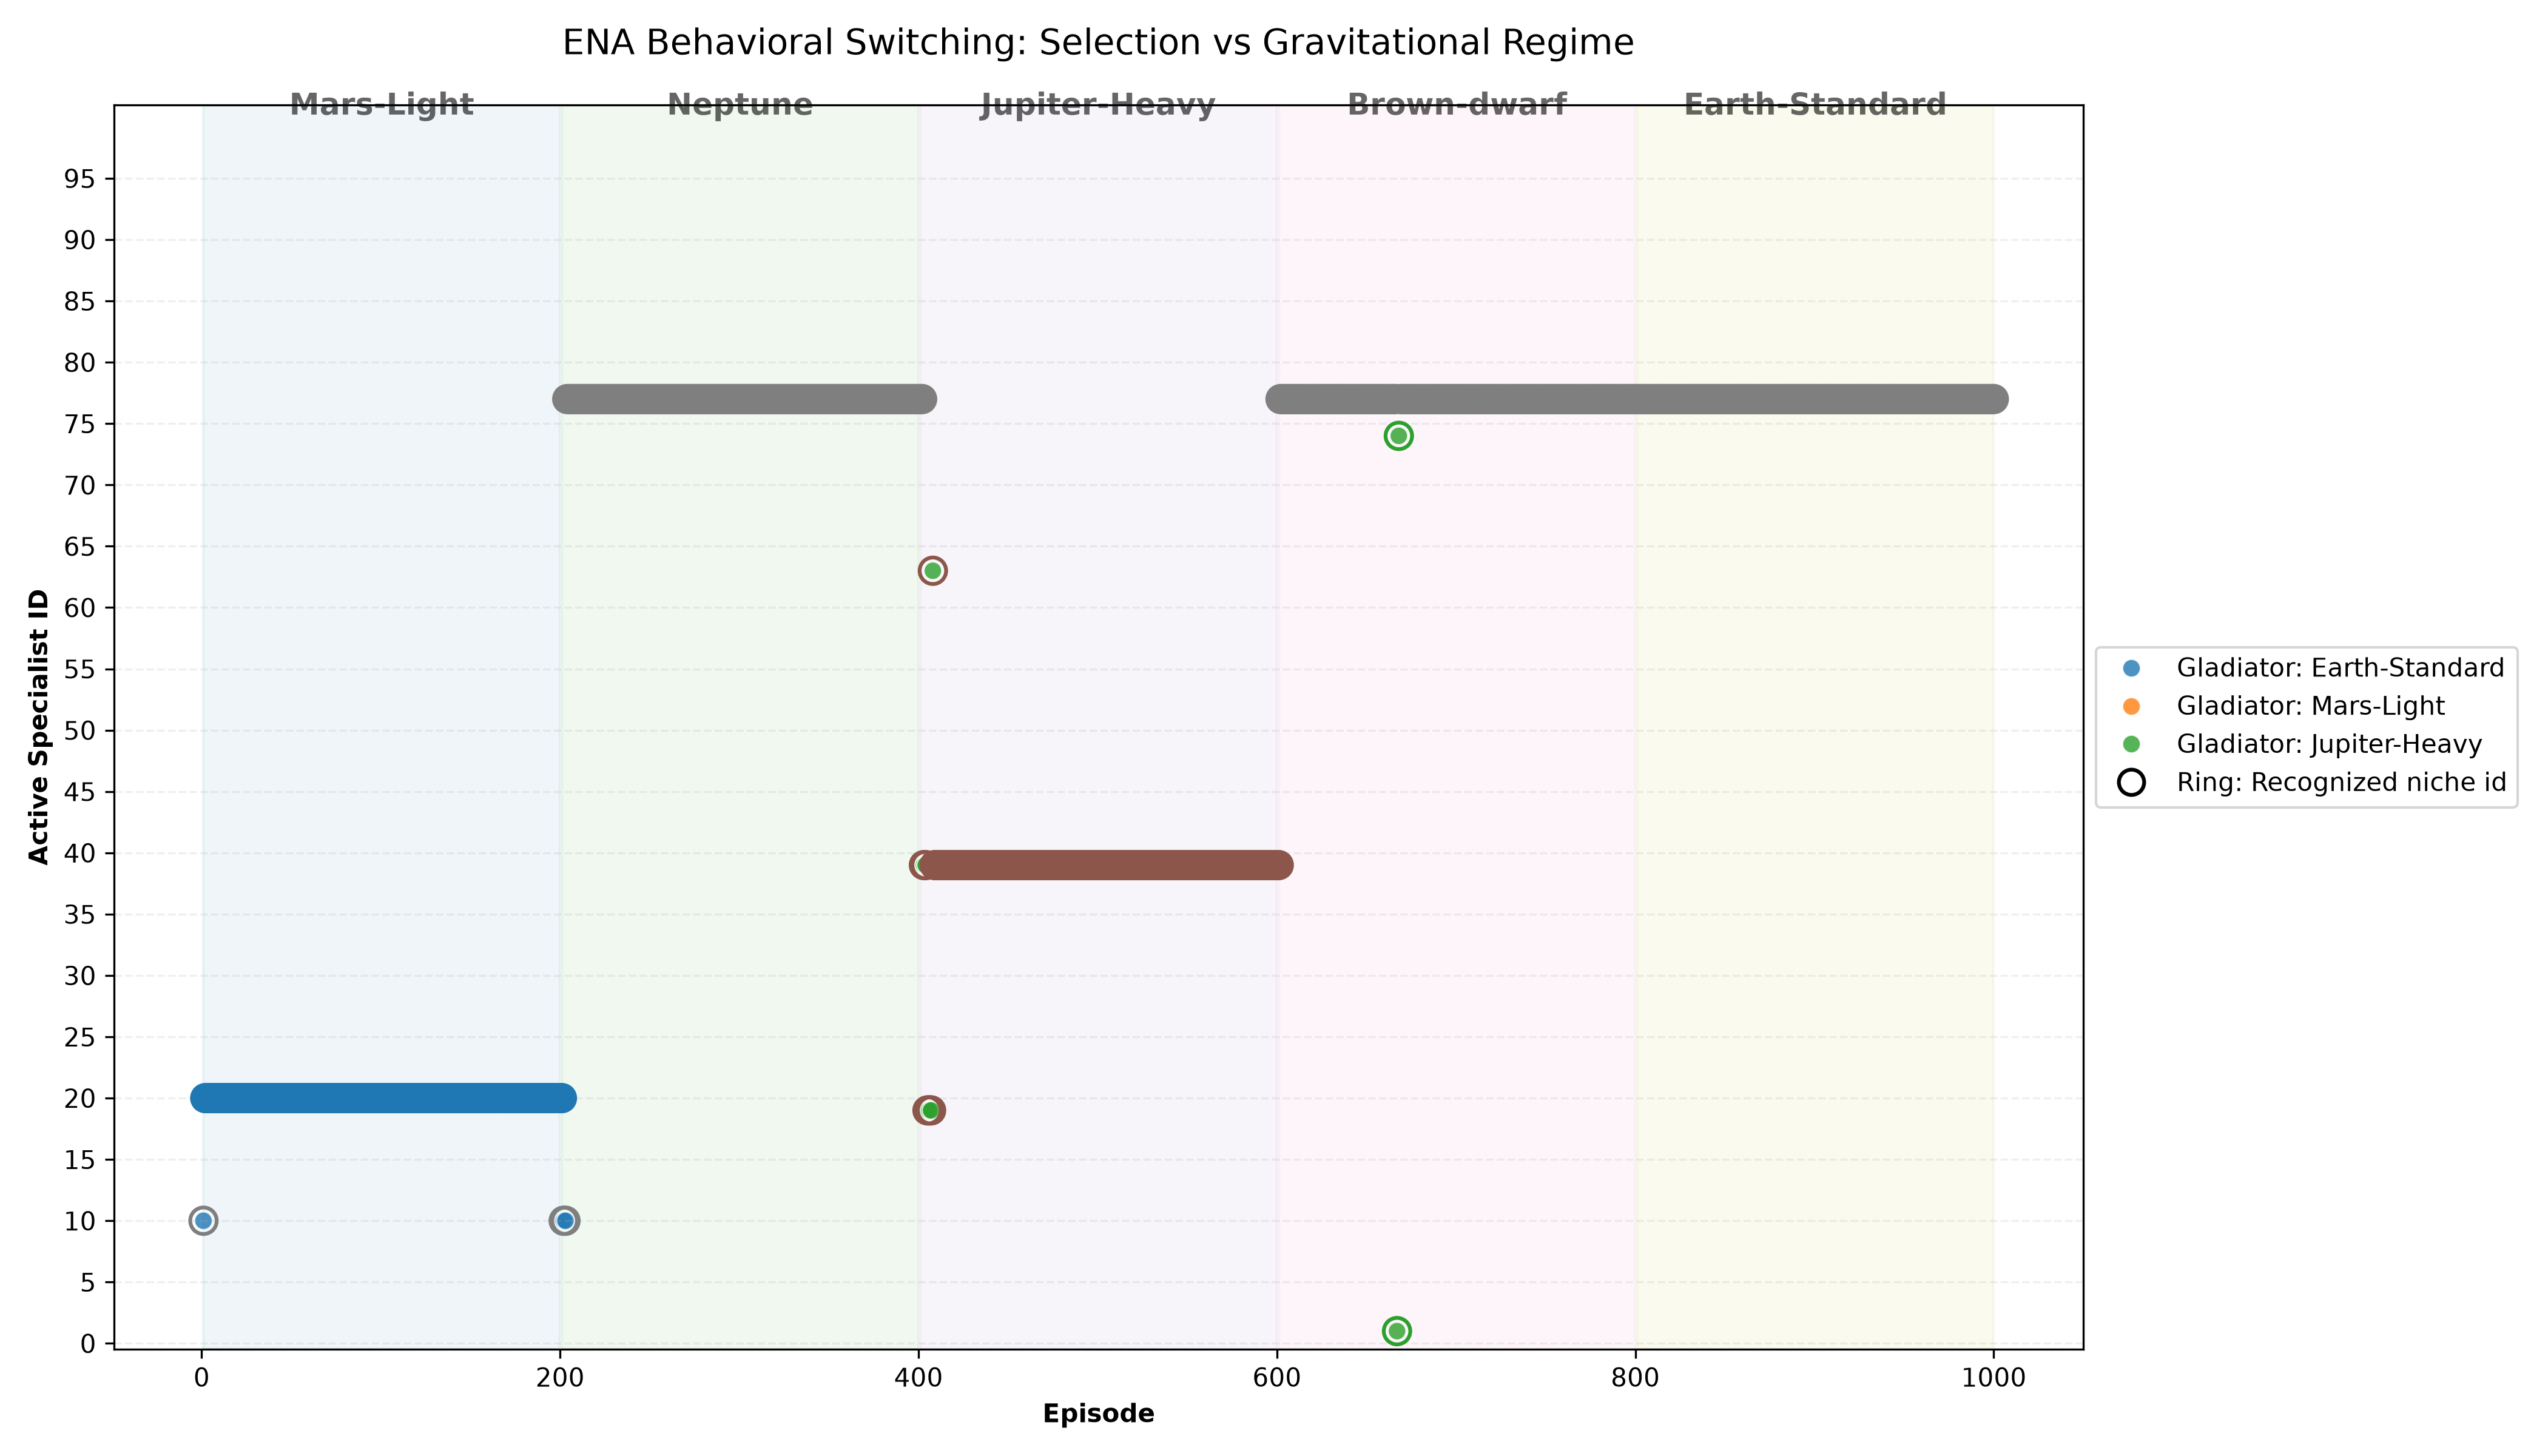 ENA Behavioral Switching: Selection vs Gravitational Regime
Mars-Light Neptune Jupiter-Heavy Brown-dwarf Earth-Standard
95
90
85
80
75
70
65
60
55
50
45
40
35
30
25
20
15
10
5
0
Active Specialist ID
0 200 400 600 800 1000
Episode
Gladiator: Earth-Standard
Gladiator: Mars-Light
Gladiator: Jupiter-Heavy
Ring: Recognized niche id